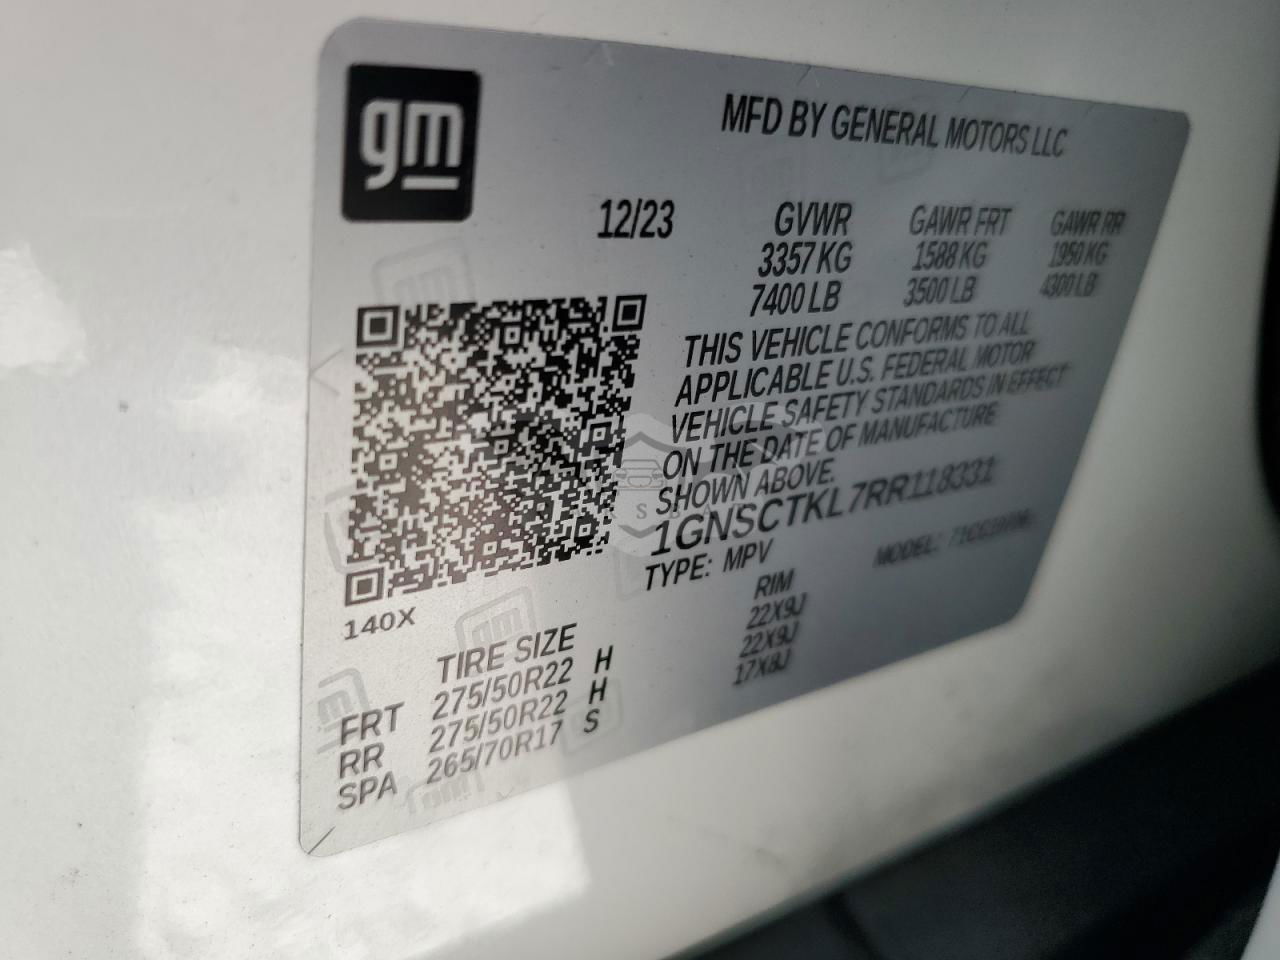 gm
MFD BY GENERAL MOTORS LLC
12/23 GVWR GAWR FRT GAWR RR
3357 KG 1588 KG 1950 KG
7400 LB 3500 LB 4300 LB
THIS VEHICLE CONFORMS TO ALL
APPLICABLE U.S. FEDERAL MOTOR
VEHICLE SAFETY STANDARDS IN EFFECT
ON THE DATE OF MANUFACTURE
SHOWN ABOVE.
1GNSCTKL7RR118331
TYPE: MPV MODEL:
140X
TIRE SIZE RIM
FRT 275/50R22 H 22X9J
RR 275/50R22 H 22X9J
SPA 265/70R17 S 17X8J